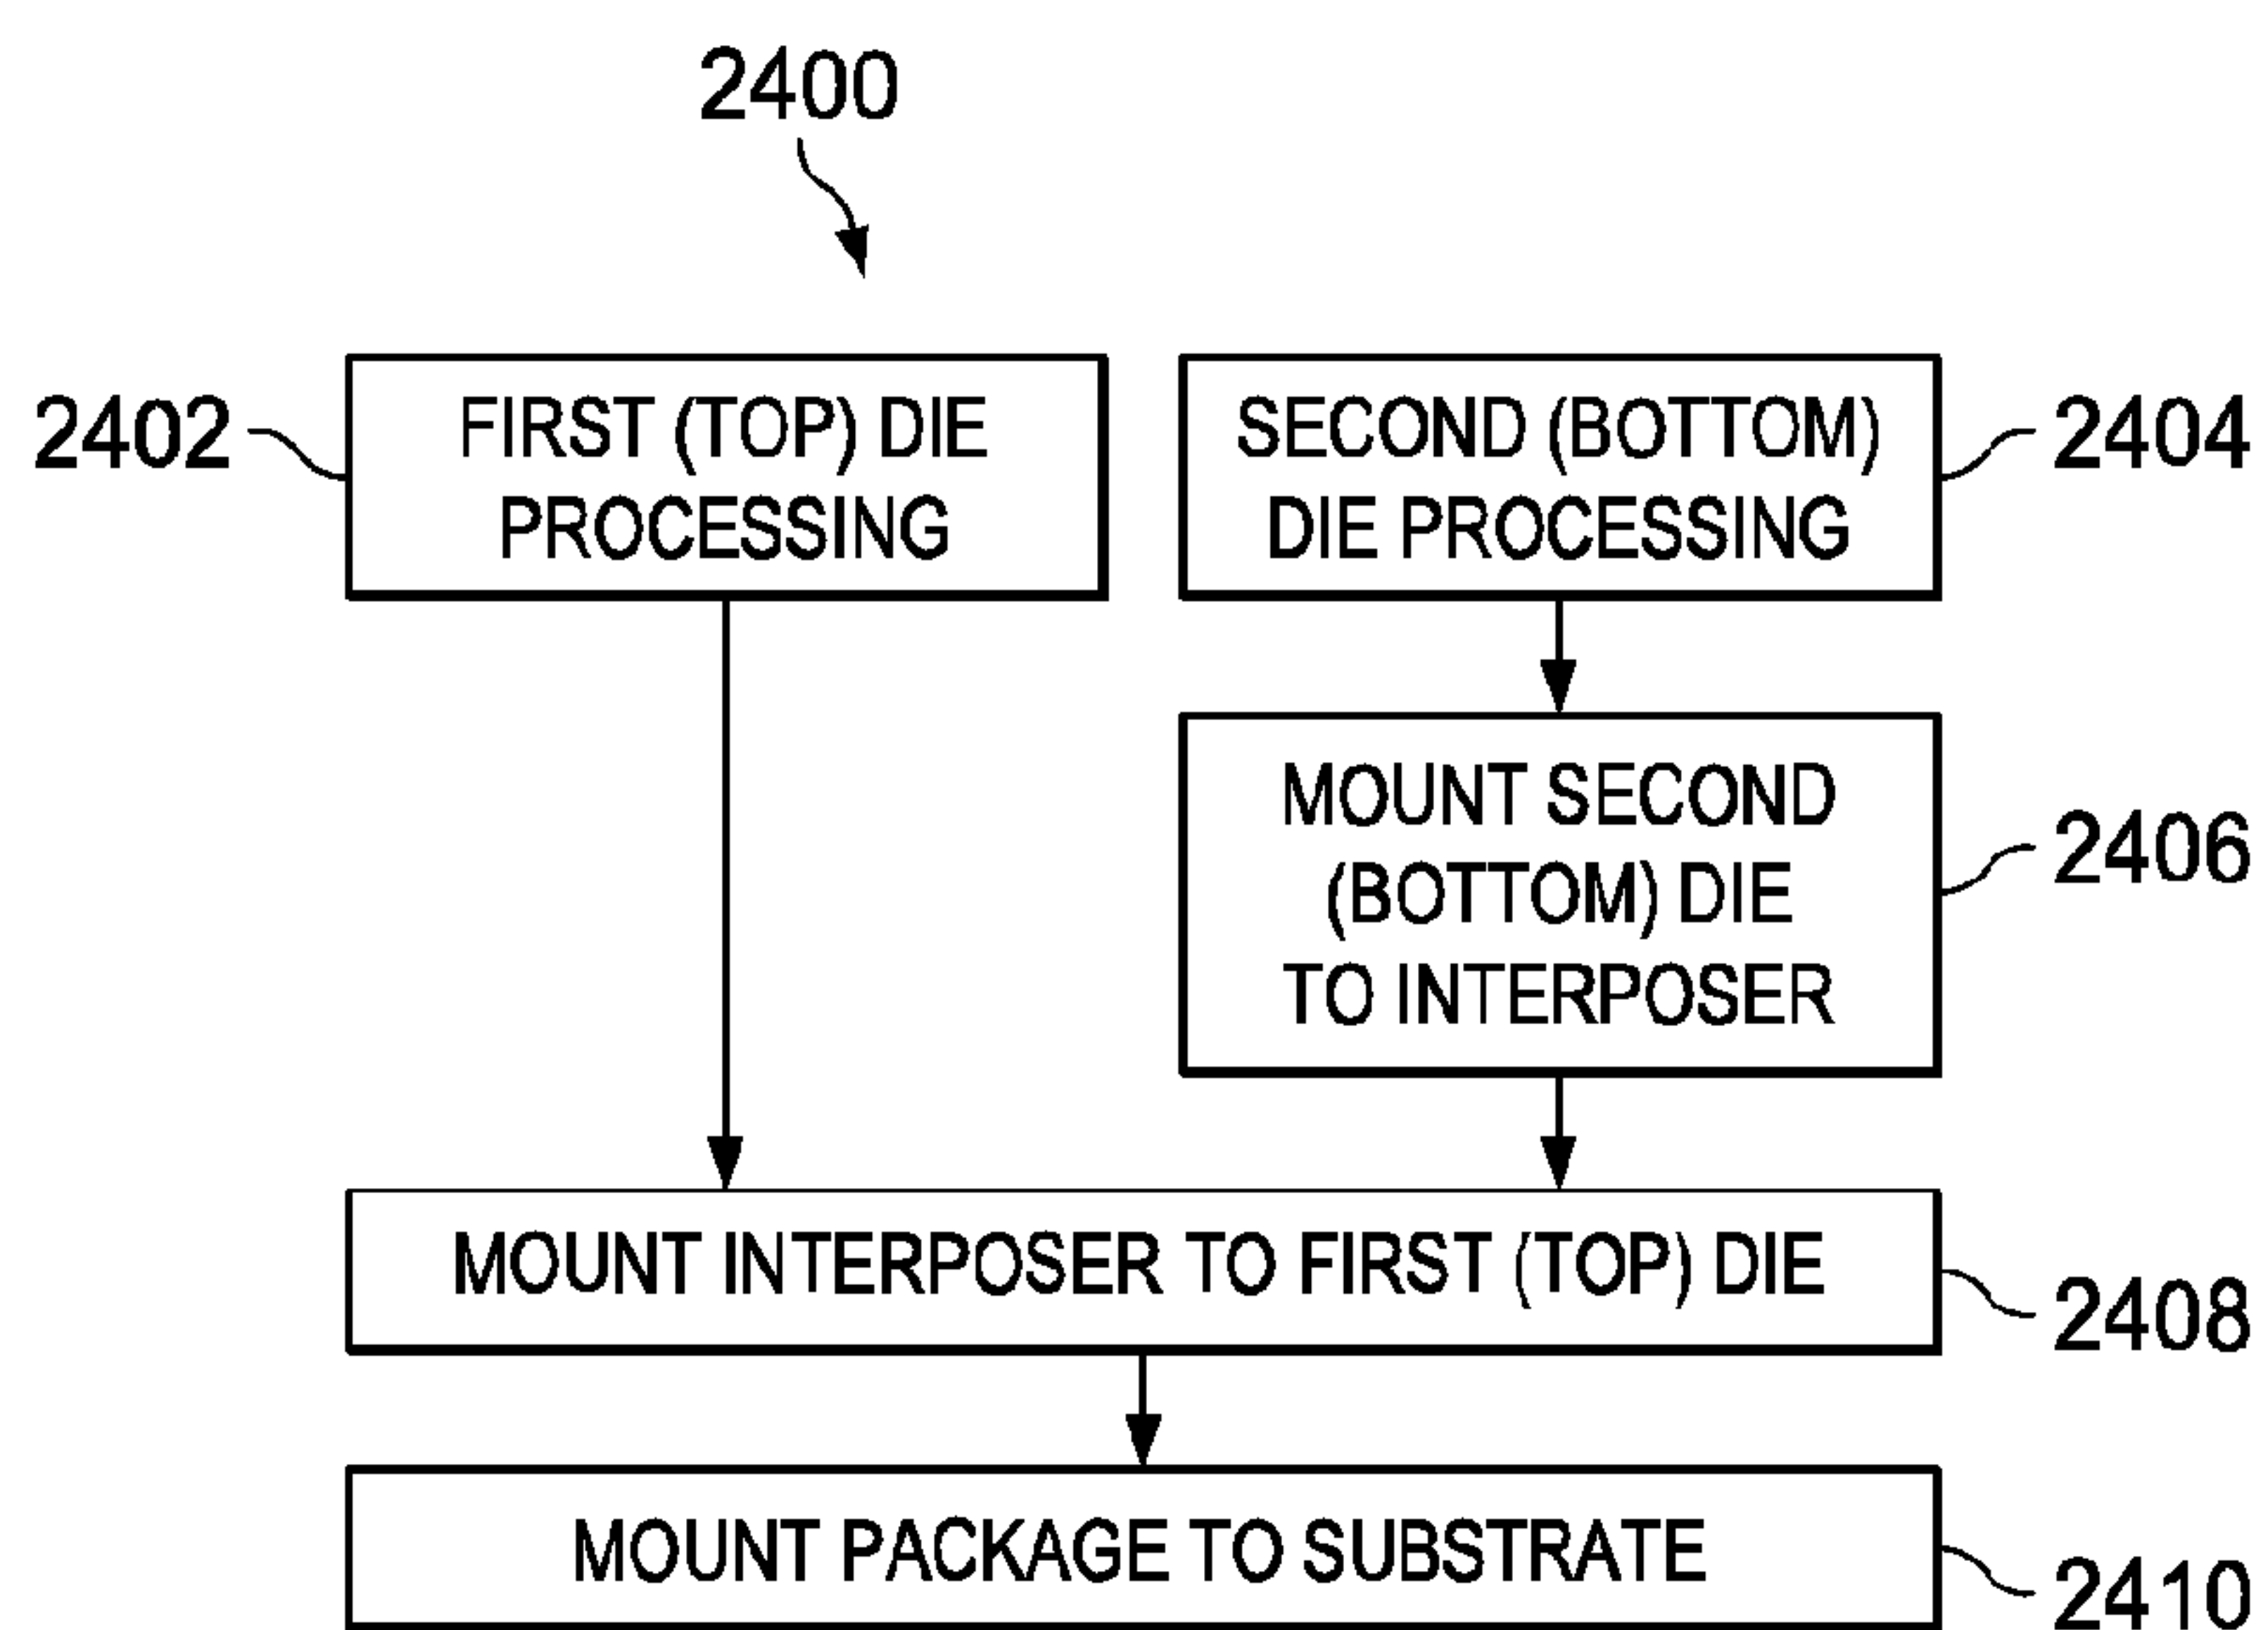 2400
2402
FIRST (TOP) DIE
PROCESSING
SECOND (BOTTOM)
DIE PROCESSING
2404
MOUNT SECOND
(BOTTOM) DIE
TO INTERPOSER
2406
MOUNT INTERPOSER TO FIRST (TOP) DIE
2408
MOUNT PACKAGE TO SUBSTRATE
2410